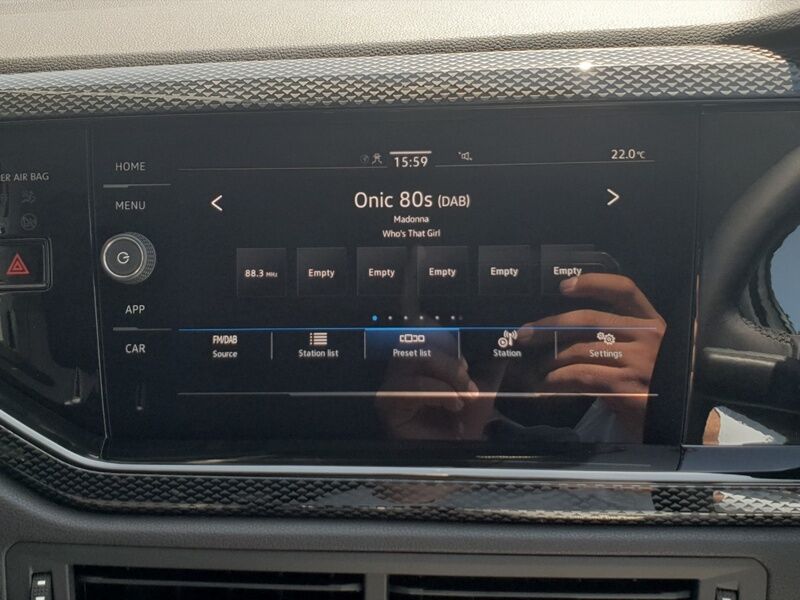 ER AIR BAG
HOME
MENU
APP
CAR
15:59
22.0°C
Onic 80s (DAB)
Madonna
Who's That Girl
88.3 MHz Empty Empty Empty Empty Empty
FM/DAB
Source Station list Preset list Station Settings